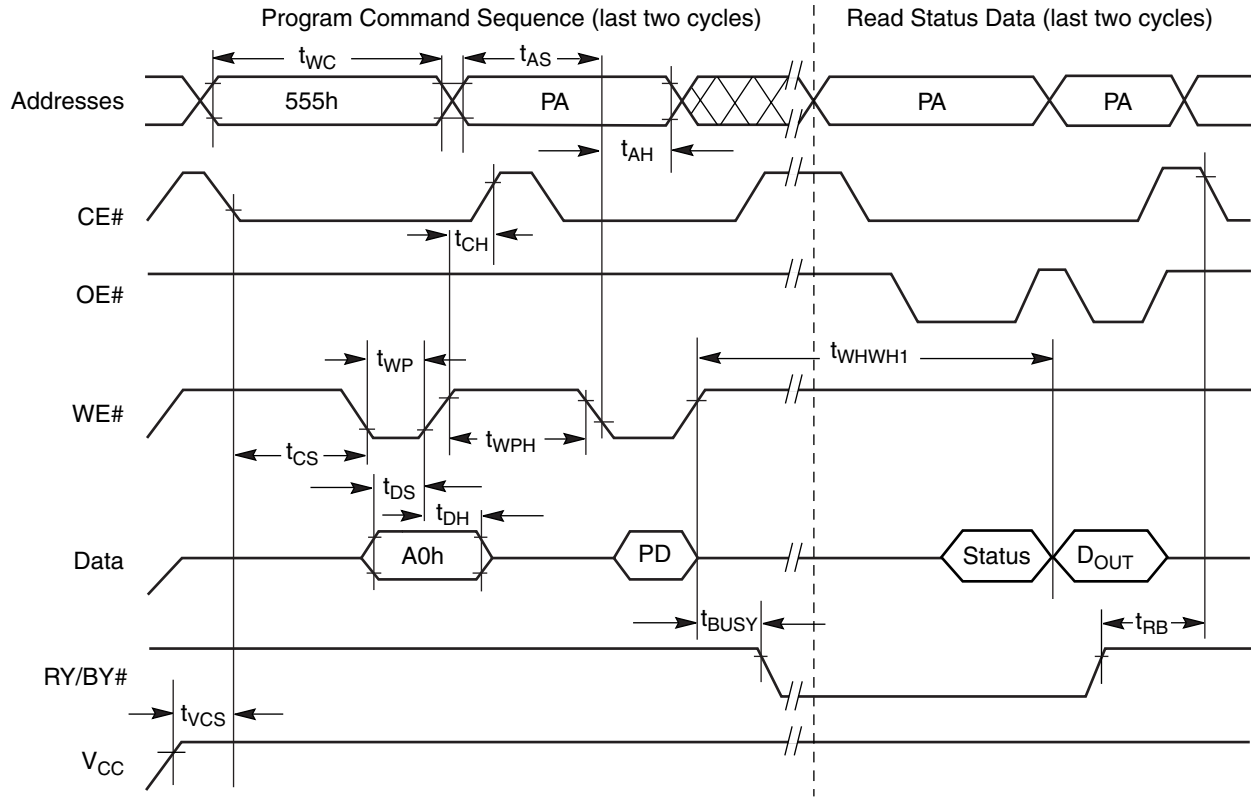 Program Command Sequence (last two cycles)
Read Status Data (last two cycles)
tWC
tAS
Addresses
555h
PA
PA
PA
tAH
CE#
tCH
OE#
tWP
tWHWH1
WE#
tWPH
tCS
tDS
tDH
Data
A0h
PD
Status
DOUT
tBUSY
tRB
RY/BY#
tVCS
VCC